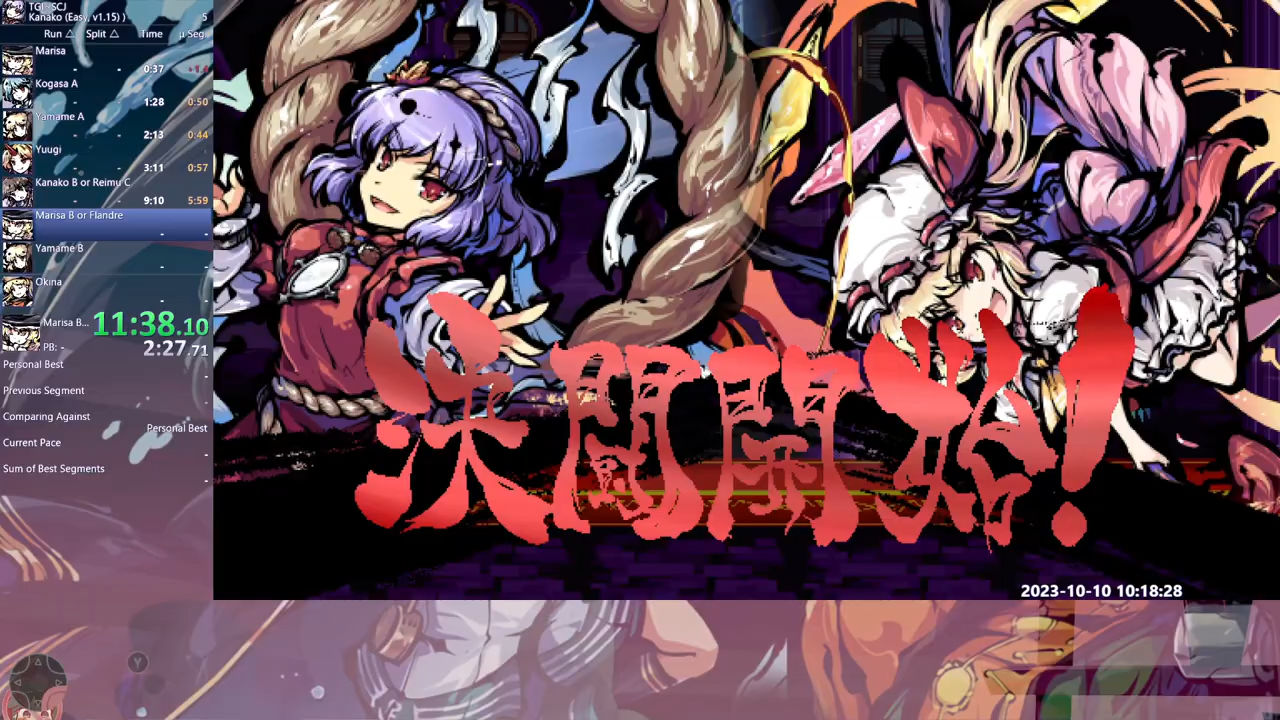 TGI-SCJ
Kanako (Easy, v1.15) ) 5
Run △ Split △ Time Seg
Marisa
- - 0:37
Kogasa A
- - 1:28 0:50
Yamame A
- - 2:13 0:44
Yuugi
- - 3:11 0:57
Kanako B or Reimu C
- - 9:10 5:59
Marisa B or Flandre
- -
Yamame B
- -
Okina
- -
Marisa B... 11:38.10
PB: - 2:27.71
Personal Best
-
Previous Segment
-
Comparing Against
Personal Best
Current Pace
-
Sum of Best Segments
-
決闘開始!
2023-10-10 10:18:28
Y